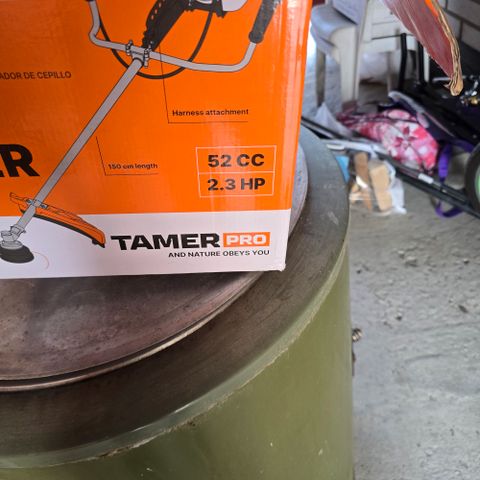 ADOR DE CEPILLO
Harness attachment
ER
150 cm length
52 CC
2.3 HP
TAMER PRO
AND NATURE OBEYS YOU